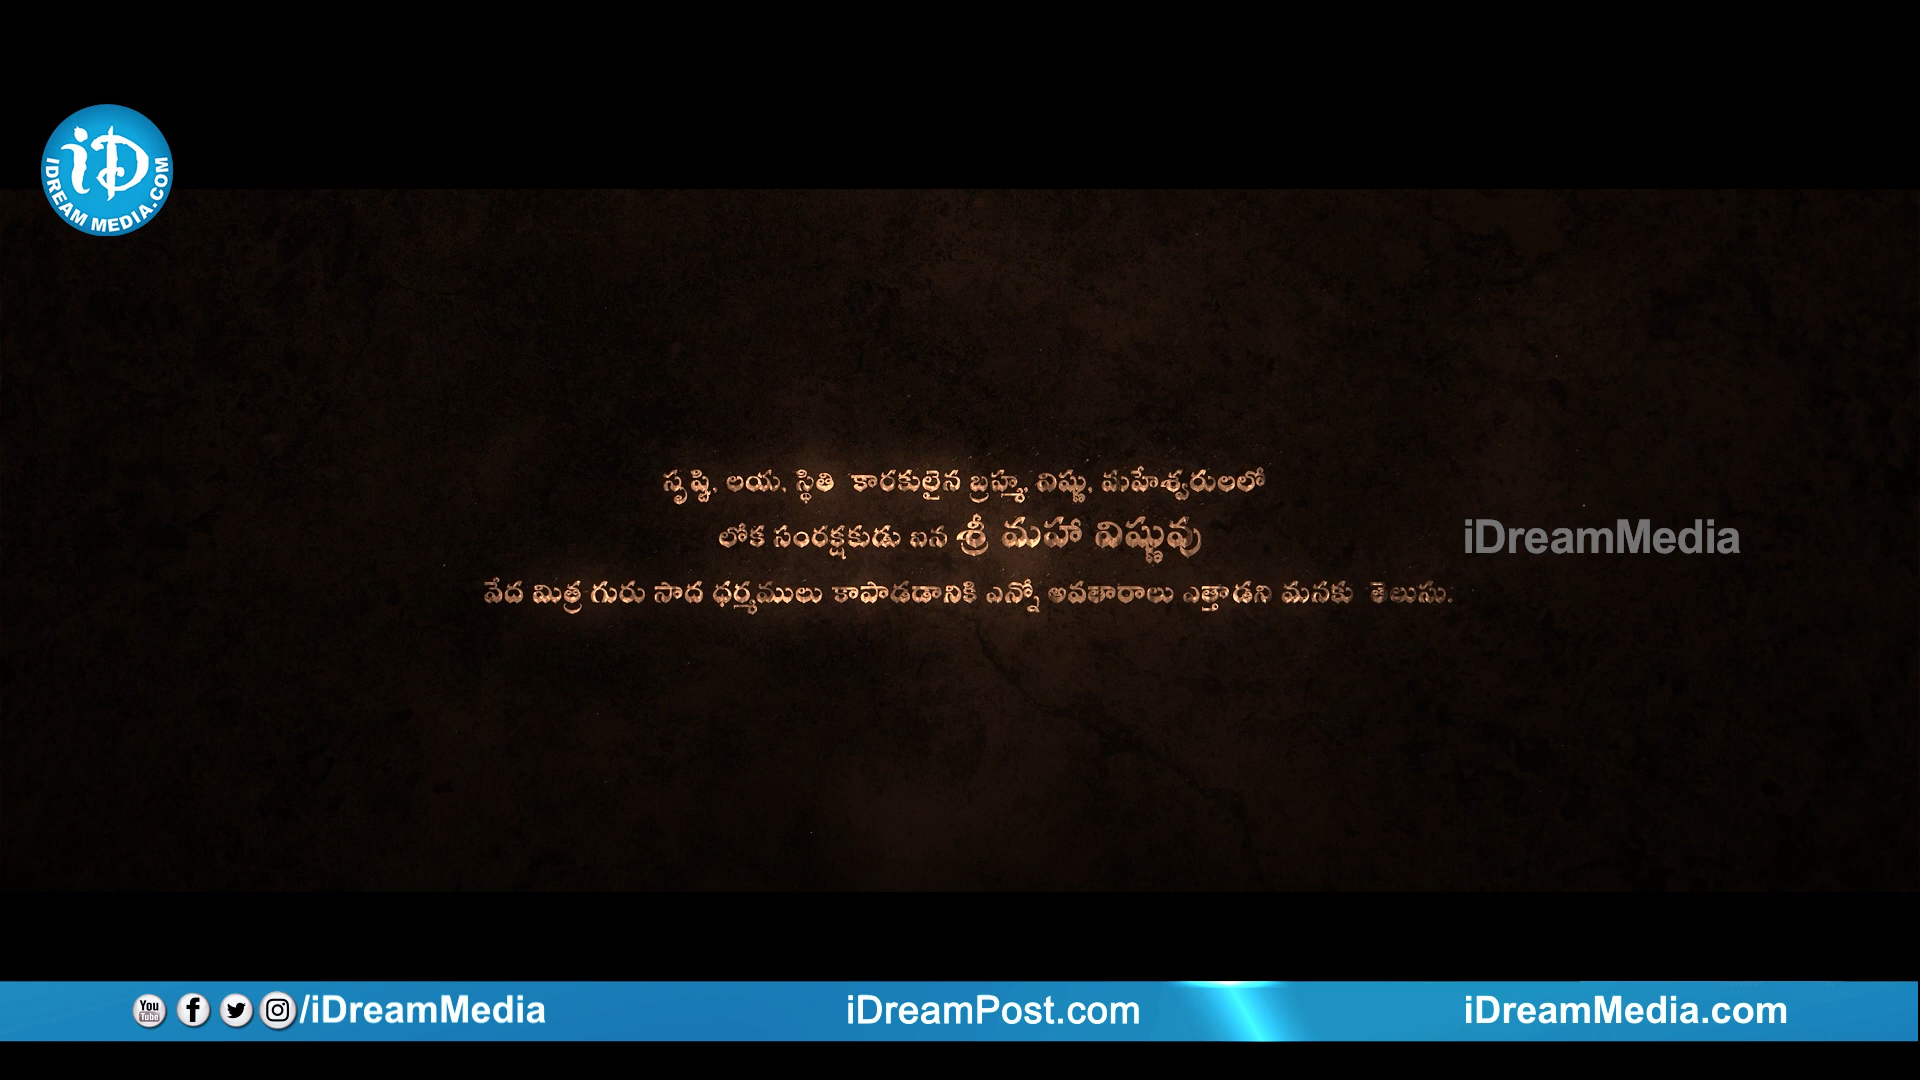 iD
IDREAM MEDIA.COM
సృష్టి, లయ, స్థితి కారకులైన బ్రహ్మ, విష్ణు, మహేశ్వరులలో
లోక సంరక్షకుడు ఐన శ్రీ మహా విష్ణువు
iDreamMedia
వేద మిత్ర గురు సాద ధర్మములు కాపాడడానికి ఎన్నో అవతారాలు ఎత్తాడని మనకు తెలుసు.
You Tube /iDreamMedia iDreamPost.com iDreamMedia.com